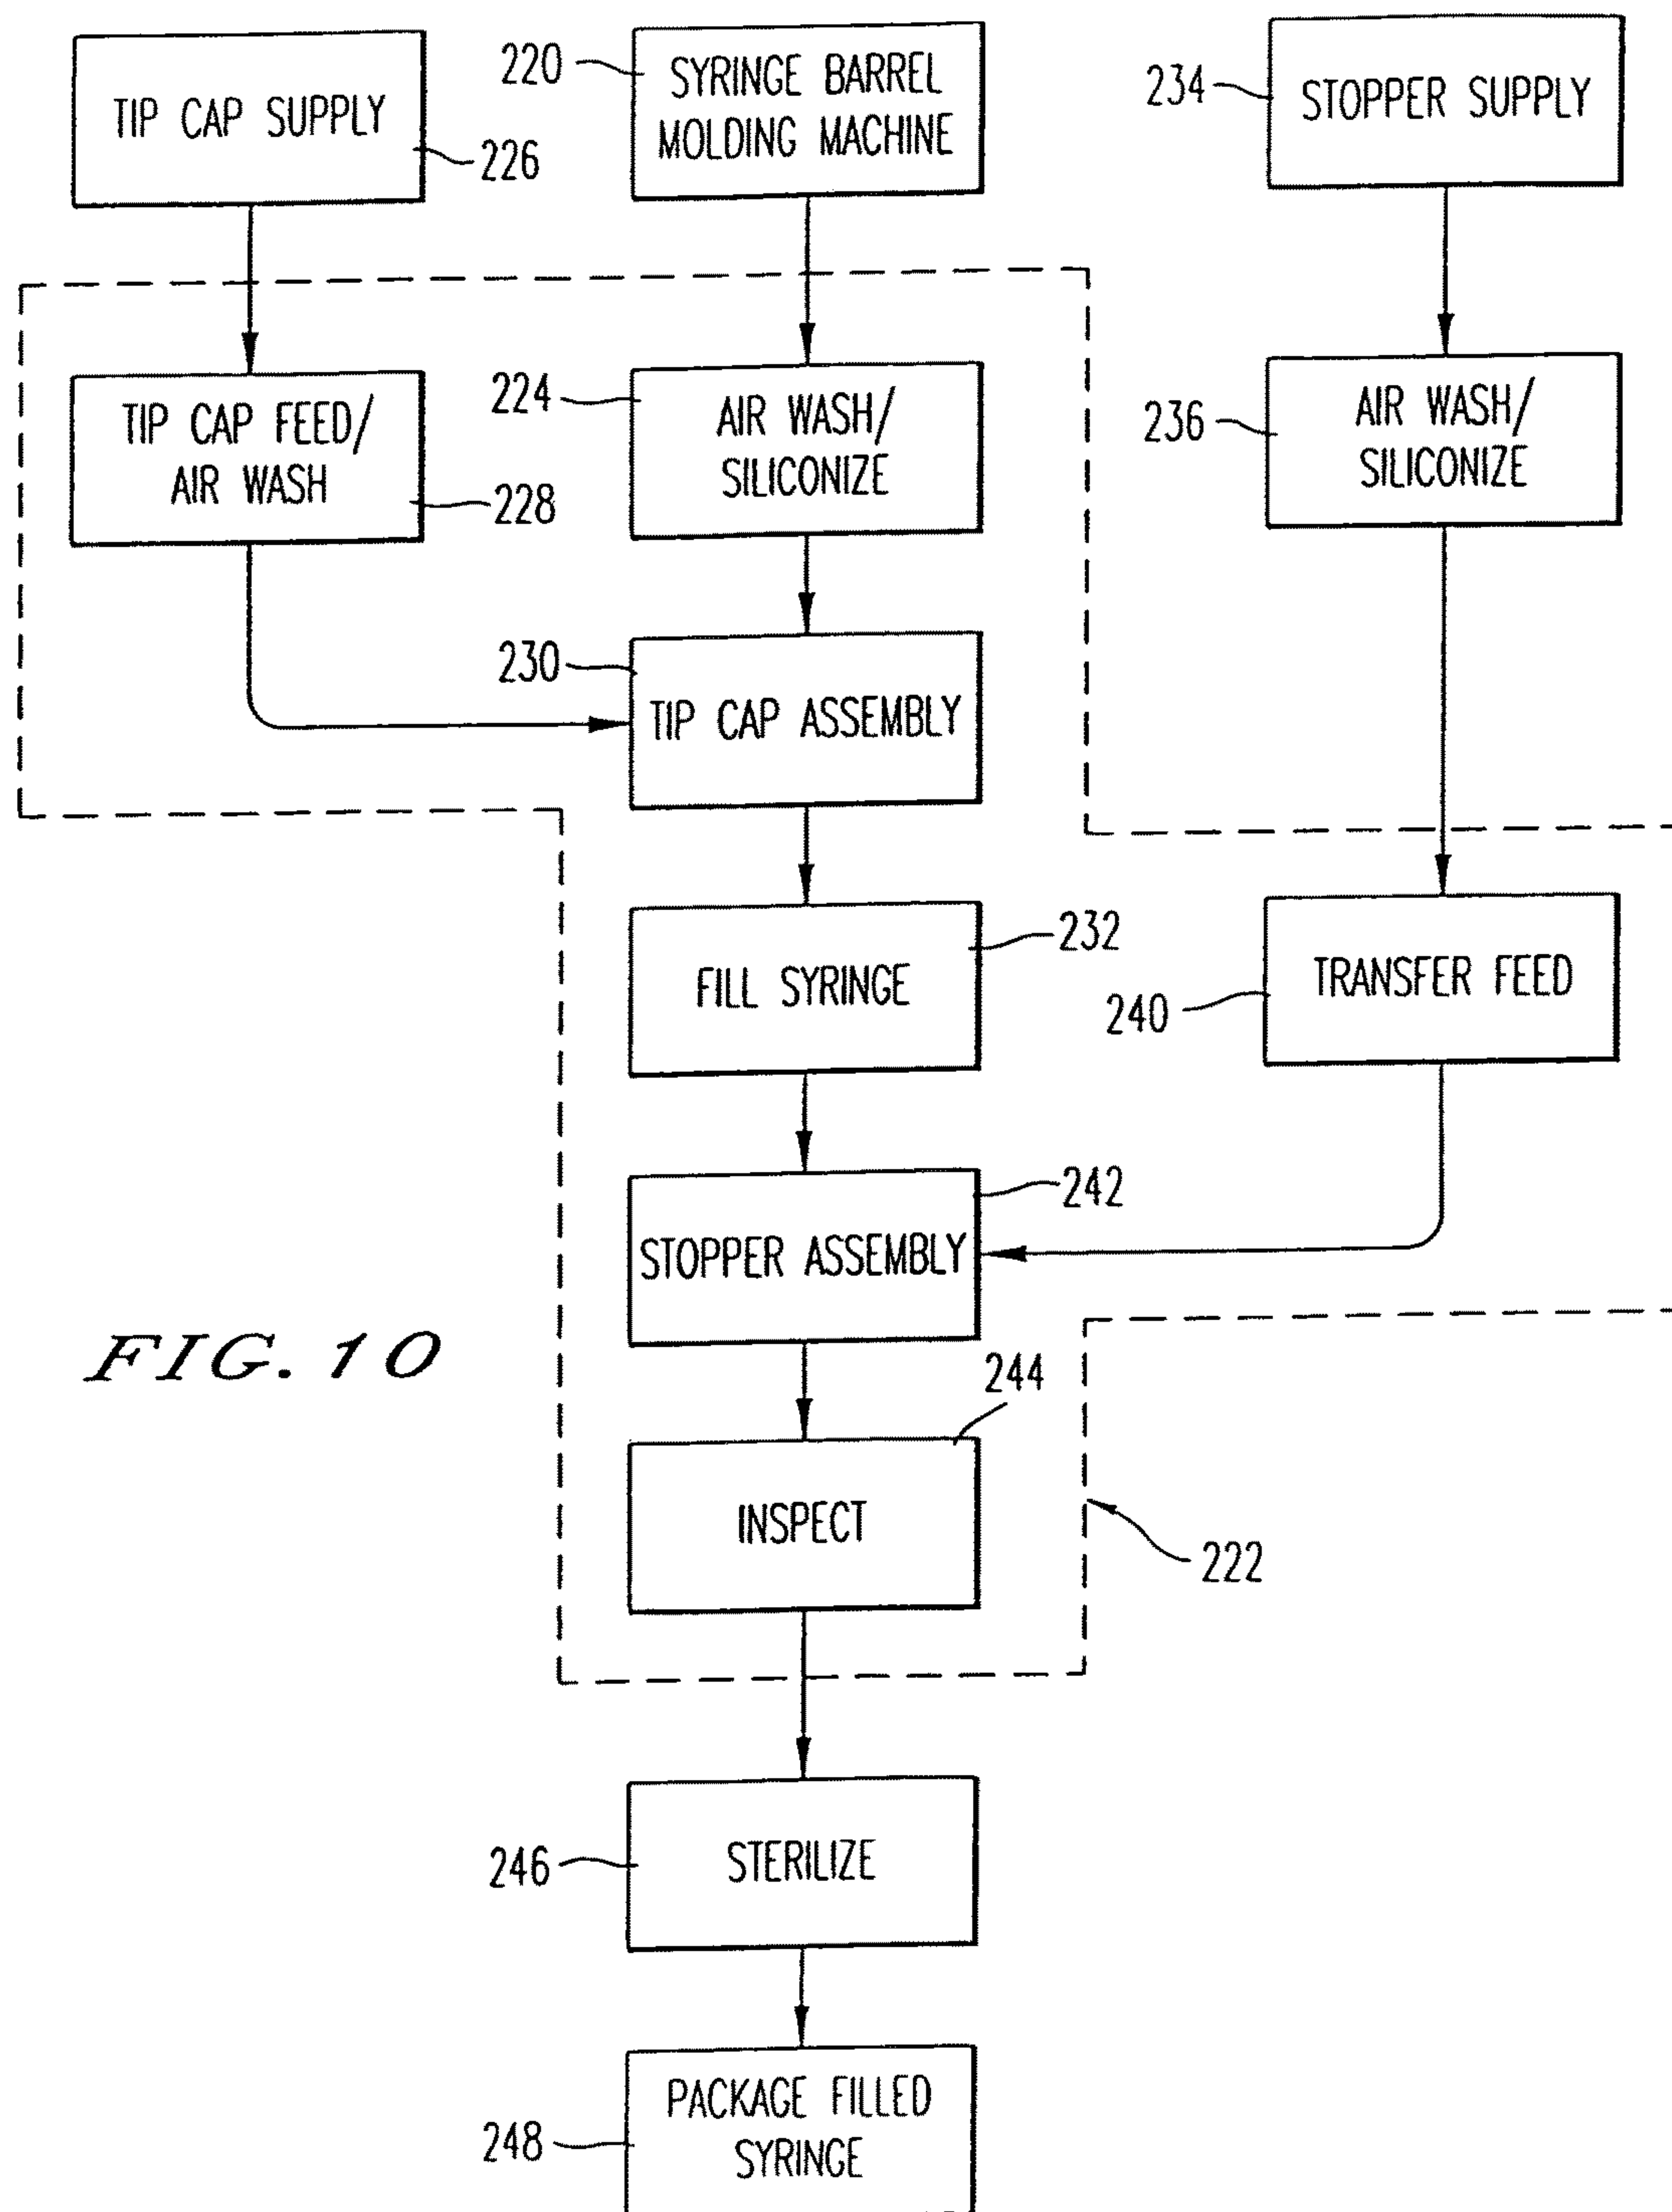 TIP CAP SUPPLY
226
220
SYRINGE BARREL
MOLDING MACHINE
234
STOPPER SUPPLY
TIP CAP FEED/
AIR WASH
228
224
AIR WASH/
SILICONIZE
236
AIR WASH/
SILICONIZE
230
TIP CAP ASSEMBLY
FILL SYRINGE
232
240
TRANSFER FEED
STOPPER ASSEMBLY
242
FIG. 10
244
INSPECT
222
246
STERILIZE
248
PACKAGE FILLED
SYRINGE